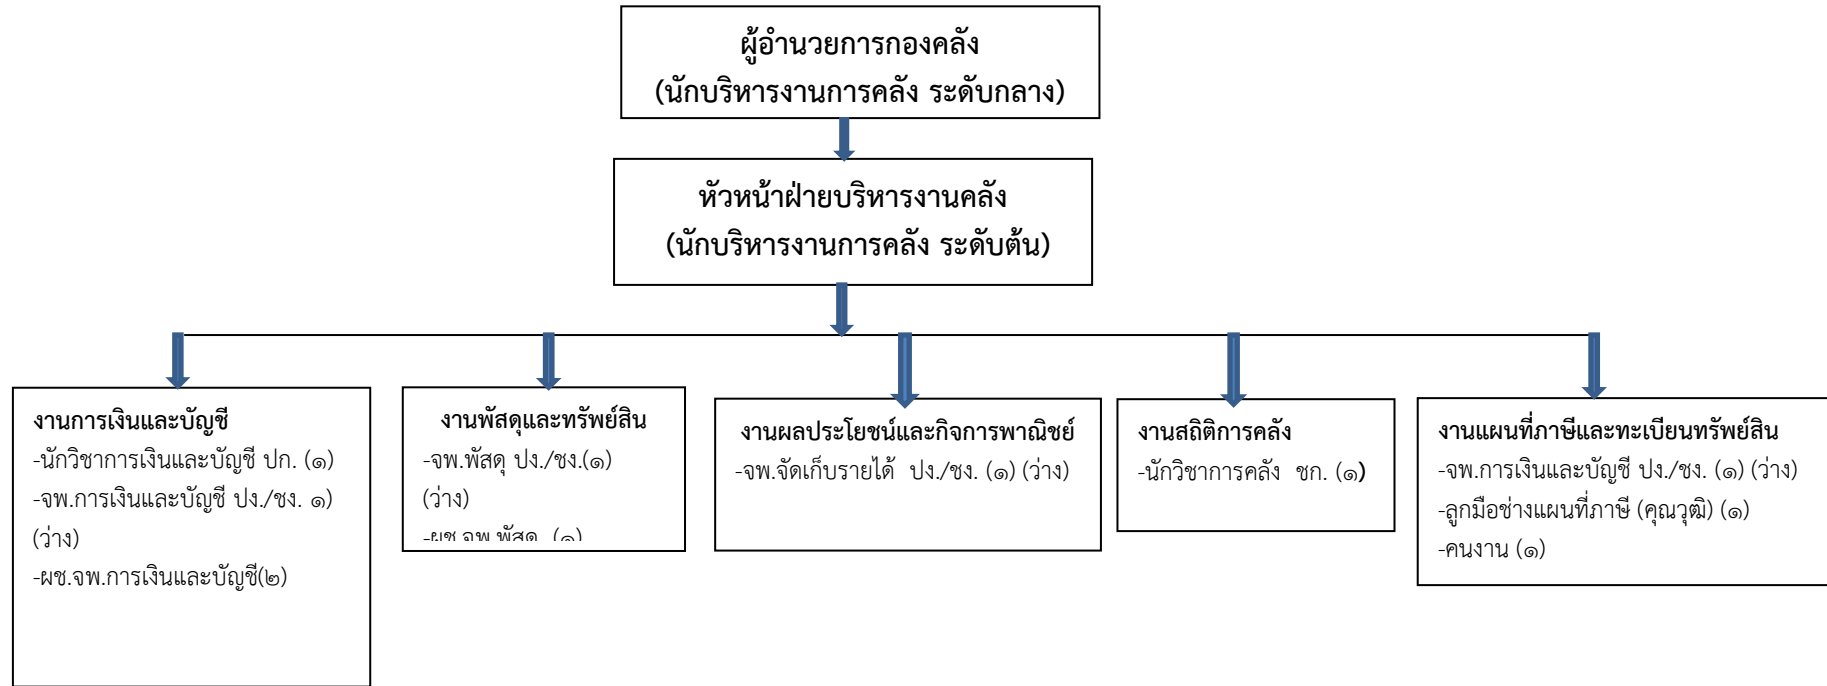 ผู้อำนวยการกองคลัง
(นักบริหารงานการคลัง ระดับกลาง)
หัวหน้าฝ่ายบริหารงานคลัง
(นักบริหารงานการคลัง ระดับต้น)
งานการเงินและบัญชี
-นักวิชาการเงินและบัญชี ปก. (๑)
-จพ.การเงินและบัญชี ปง./ชง. ๑)
(ว่าง)
-ผช.จพ.การเงินและบัญชี(๒)
งานพัสดุและทรัพย์สิน
-จพ.พัสดุ ปง./ชง.(๑)
(ว่าง)
-ผช.จพ.พัสดุ (๑)
งานผลประโยชน์และกิจการพาณิชย์
-จพ.จัดเก็บรายได้ ปง./ชง. (๑) (ว่าง)
งานสถิติการคลัง
-นักวิชาการคลัง ชก. (๑)
งานแผนที่ภาษีและทะเบียนทรัพย์สิน
-จพ.การเงินและบัญชี ปง./ชง. (๑) (ว่าง)
-ลูกมือช่างแผนที่ภาษี (คุณวุฒิ) (๑)
-คนงาน (๑)